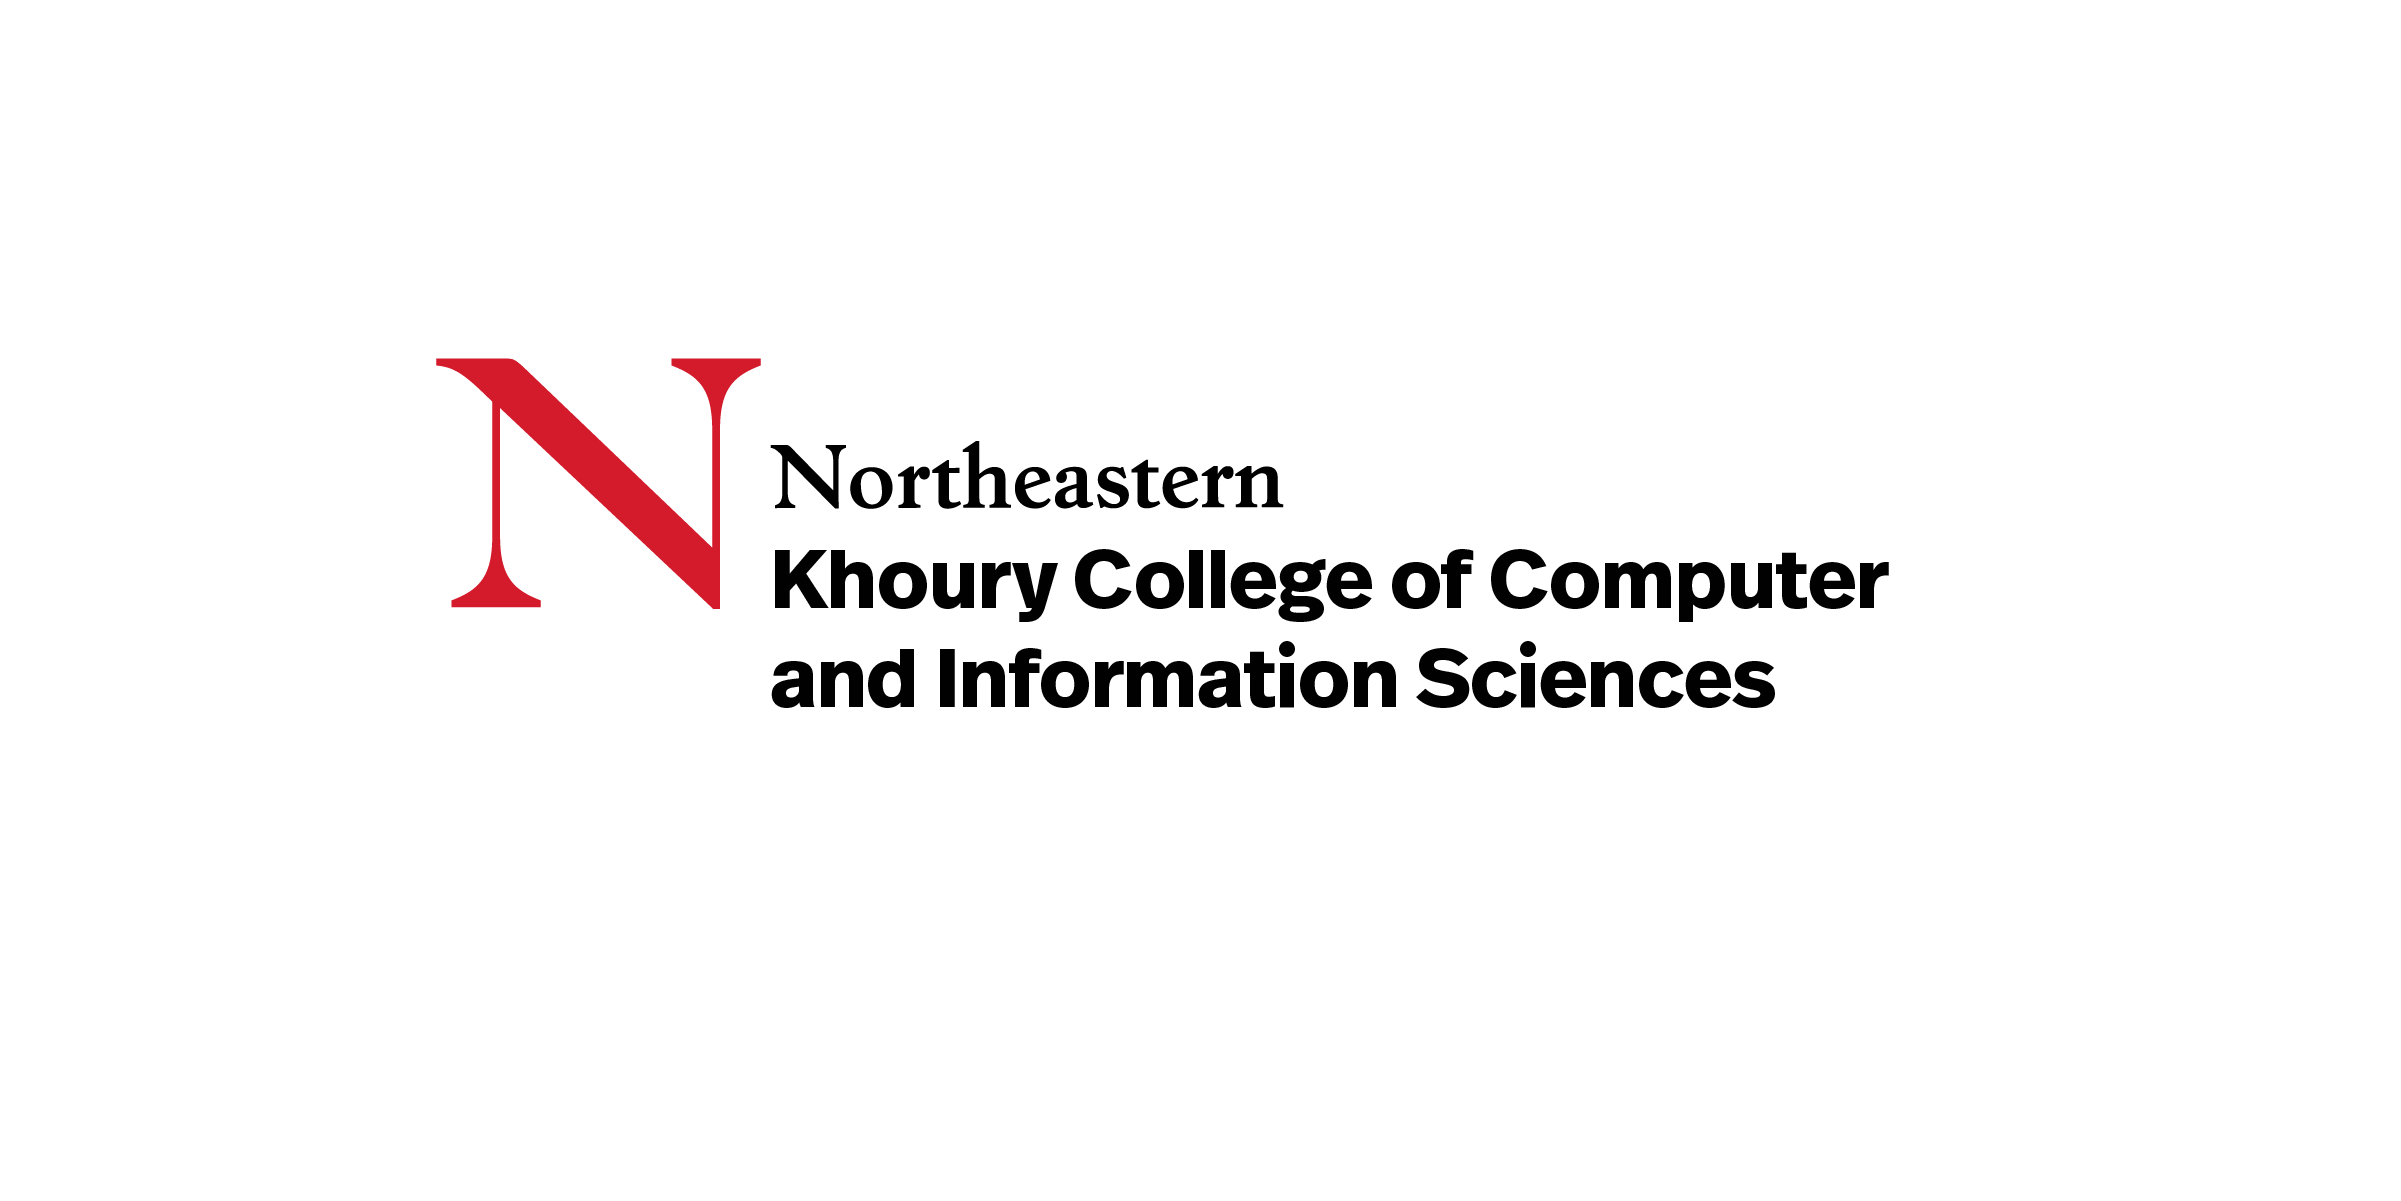 N
Northeastern
Khoury College of Computer
and Information Sciences